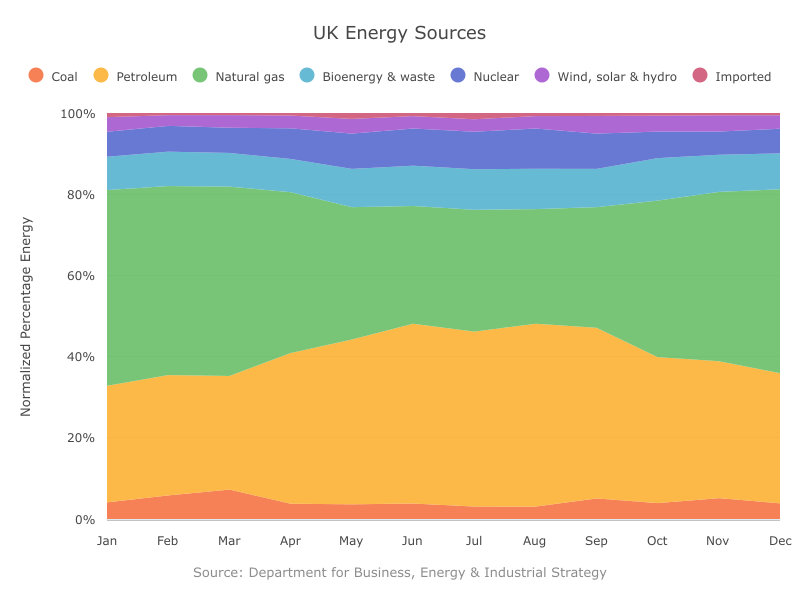 UK Energy Sources
Coal Petroleum Natural gas Bioenergy & waste Nuclear Wind, solar & hydro Imported
Normalized Percentage Energy
100%
80%
60%
40%
20%
0%
Jan Feb Mar Apr May Jun Jul Aug Sep Oct Nov Dec
Source: Department for Business, Energy & Industrial Strategy